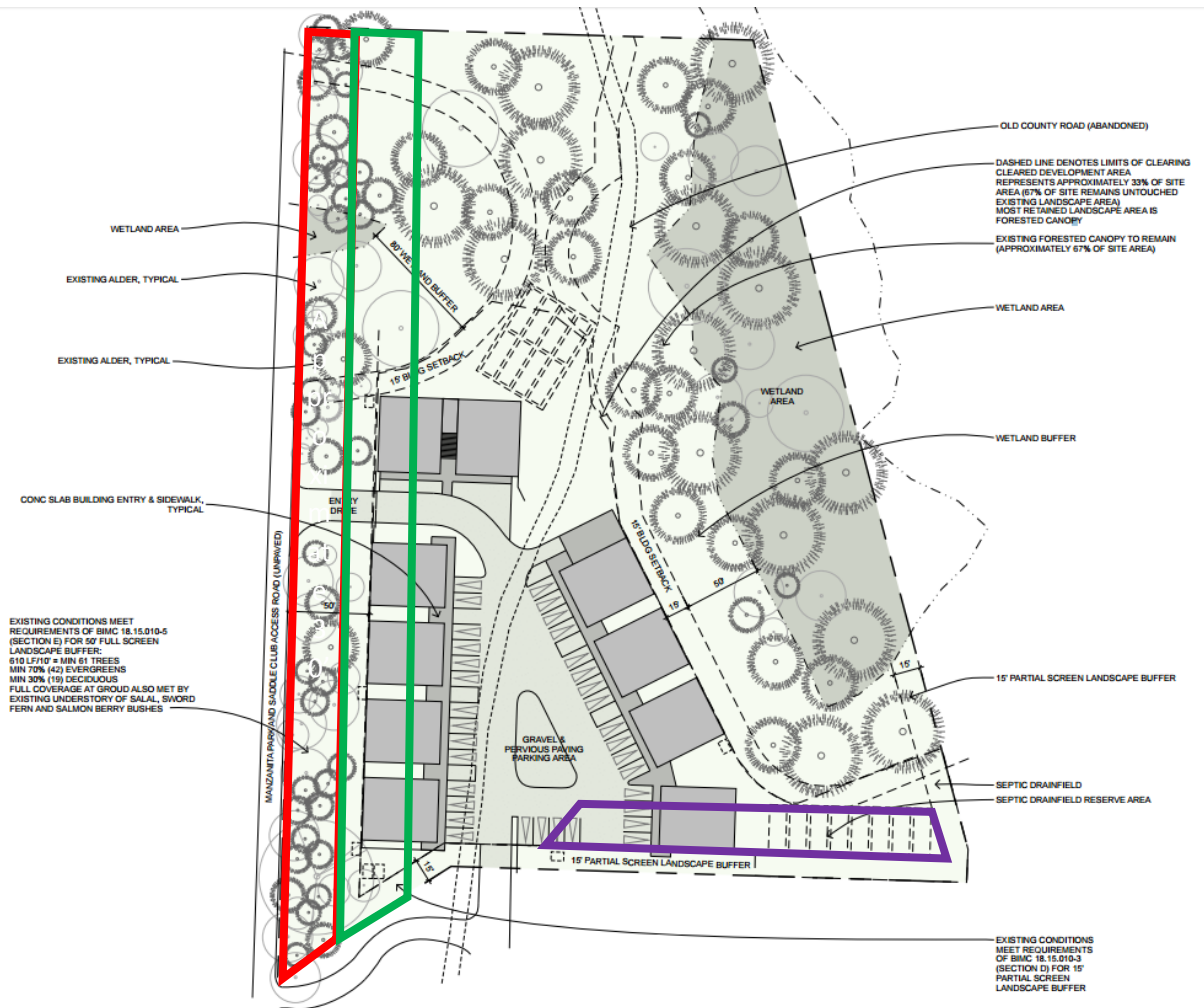 OLD COUNTY ROAD (ABANDONED)
DASHED LINE DENOTES LIMITS OF CLEARING
CLEARED DEVELOPMENT AREA
REPRESENTS APPROXIMATELY 33% OF SITE
AREA (67% OF SITE REMAINS UNTOUCHED
EXISTING LANDSCAPE AREA)
MOST RETAINED LANDSCAPE AREA IS
FORESTED CANOPY
EXISTING FORESTED CANOPY TO REMAIN
(APPROXIMATELY 67% OF SITE AREA)
WETLAND AREA
EXISTING ALDER, TYPICAL
80' WETLAND BUFFER
WETLAND AREA
EXISTING ALDER, TYPICAL
15' BLDG SETBACK
WETLAND
AREA
WETLAND BUFFER
CONC SLAB BUILDING ENTRY & SIDEWALK,
TYPICAL
ENTRY
DRIVE
15' BLDG SETBACK
50'
15'
50'
MANZANITA PARK AND SADDLE CLUB ACCESS ROAD (UNPAVED)
EXISTING CONDITIONS MEET
REQUIREMENTS OF BIMC 18.15.010-5
(SECTION E) FOR 50' FULL SCREEN
LANDSCAPE BUFFER:
610 LF/10' = MIN 61 TREES
MIN 70% (42) EVERGREENS
MIN 30% (19) DECIDUOUS
FULL COVERAGE AT GROUD ALSO MET BY
EXISTING UNDERSTORY OF SALAL, SWORD
FERN AND SALMON BERRY BUSHES
15'
15' PARTIAL SCREEN LANDSCAPE BUFFER
GRAVEL &
PERVIOUS PAVING
PARKING AREA
SEPTIC DRAINFIELD
SEPTIC DRAINFIELD RESERVE AREA
15' PARTIAL SCREEN LANDSCAPE BUFFER
15'
EXISTING CONDITIONS
MEET REQUIREMENTS
OF BIMC 18.15.010-3
(SECTION D) FOR 15'
PARTIAL SCREEN
LANDSCAPE BUFFER